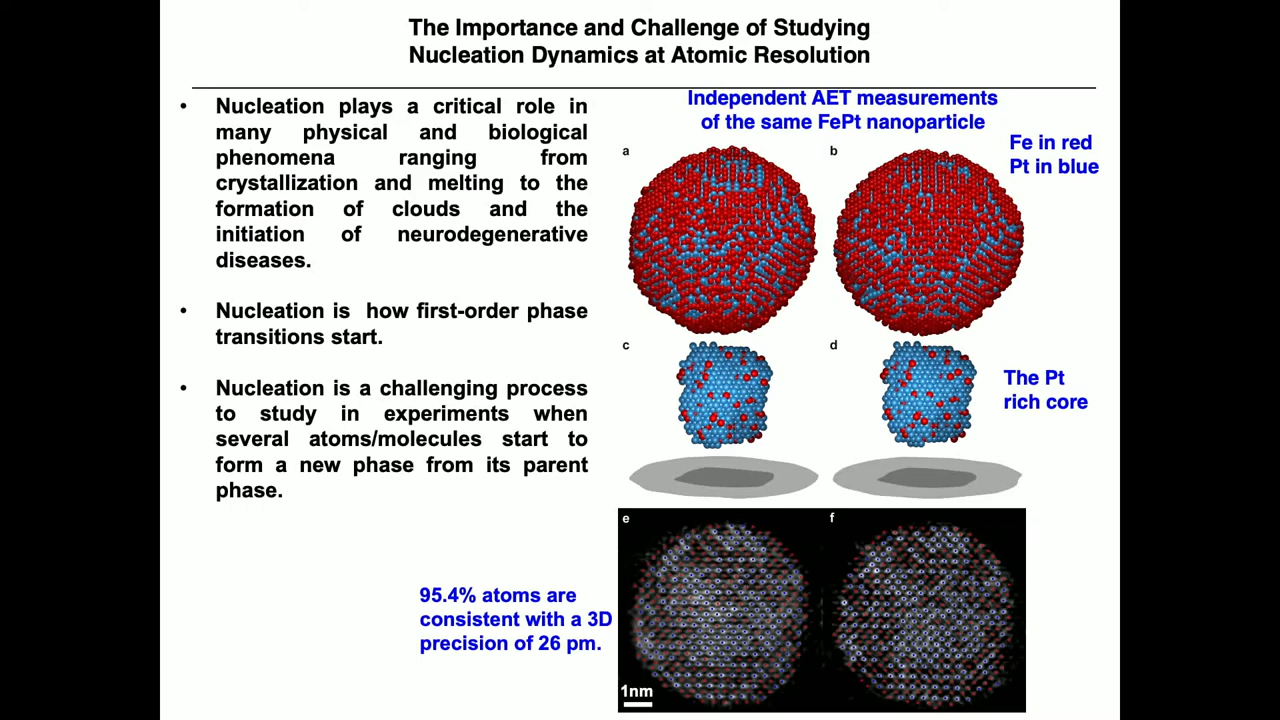 The Importance and Challenge of Studying
Nucleation Dynamics at Atomic Resolution
• Nucleation plays a critical role in
many physical and biological
phenomena ranging from
crystallization and melting to the
formation of clouds and the
initiation of neurodegenerative
diseases.
• Nucleation is how first-order phase
transitions start.
• Nucleation is a challenging process
to study in experiments when
several atoms/molecules start to
form a new phase from its parent
phase.
Independent AET measurements
of the same FePt nanoparticle
Fe in red
Pt in blue
a
b
c
d
The Pt
rich core
95.4% atoms are
consistent with a 3D
precision of 26 pm.
e
f
1nm